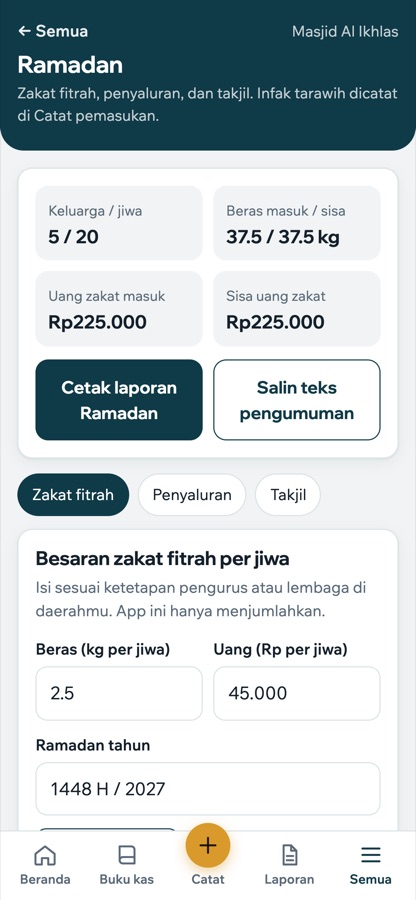 ← Semua
Masjid Al Ikhlas
Ramadan
Zakat fitrah, penyaluran, dan takjil. Infak tarawih dicatat
di Catat pemasukan.
Keluarga / jiwa
5 / 20
Beras masuk / sisa
37.5 / 37.5 kg
Uang zakat masuk
Rp225.000
Sisa uang zakat
Rp225.000
Cetak laporan
Ramadan
Salin teks
pengumuman
Zakat fitrah
Penyaluran
Takjil
Besaran zakat fitrah per jiwa
Isi sesuai ketetapan pengurus atau lembaga di
daerahmu. App ini hanya menjumlahkan.
Beras (kg per jiwa)
2.5
Uang (Rp per jiwa)
45.000
Ramadan tahun
1448 H / 2027
Beranda
Buku kas
Catat
Laporan
Semua